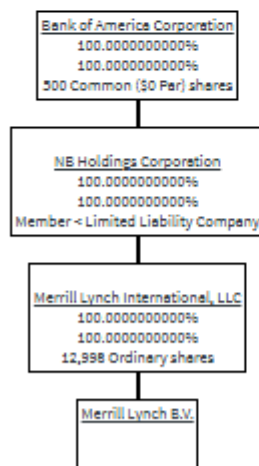 Bank of America Corporation
100.0000000000%
100.0000000000%
500 Common ($0 Par) shares
NB Holdings Corporation
100.0000000000%
100.0000000000%
Member < Limited Liability Company
Merrill Lynch International, LLC
100.0000000000%
100.0000000000%
12,998 Ordinary shares
Merrill Lynch B.V.